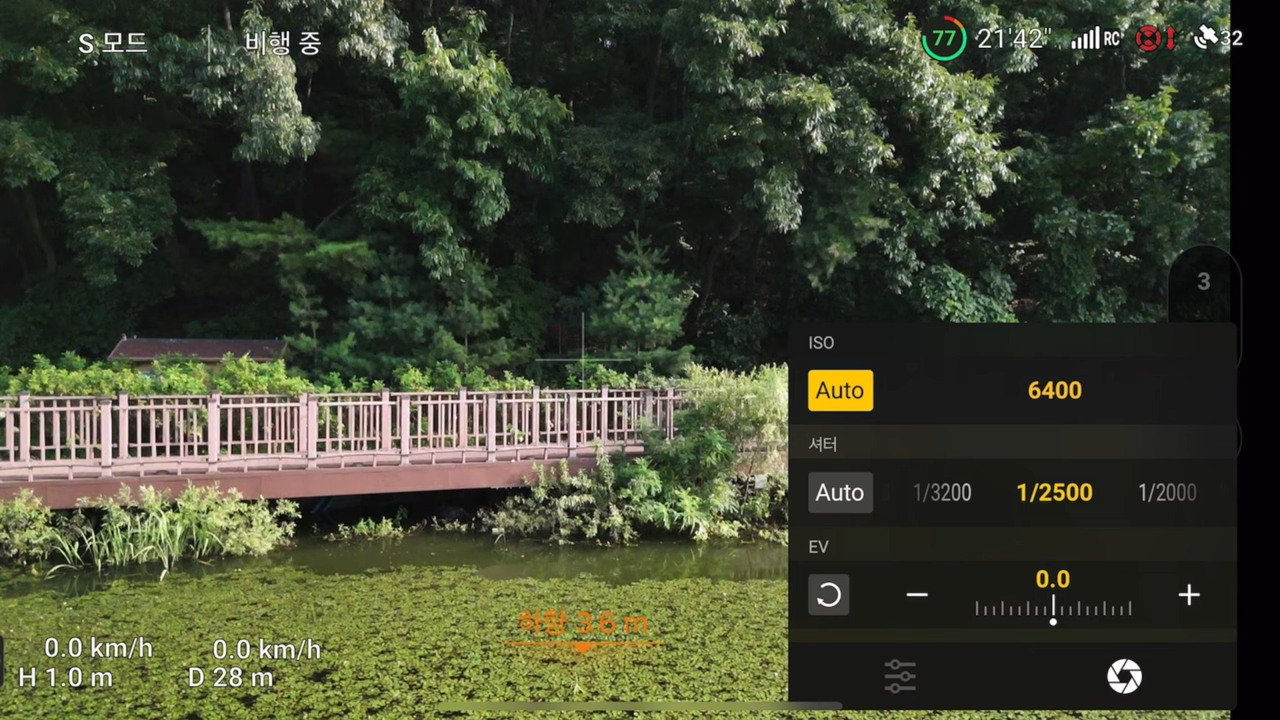 S 모드
비행 중
77
21'42"
RC
32
3
ISO
Auto
6400
셔터
Auto
1/3200
1/2500
1/2000
EV
0.0
하향 3.6 m
0.0 km/h
0.0 km/h
H 1.0 m
D 28 m